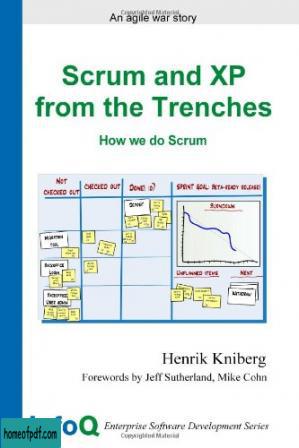 An agile war story
Scrum and XP
from the Trenches
How we do Scrum
NOT
CHECKED OUT
CHECKED OUT
DONE! :o)
SPRINT GOAL: BETA-READY RELEASE!
BURNDOWN
UNPLANNED ITEMS
NEXT
Henrik Kniberg
Forewords by Jeff Sutherland, Mike Cohn
homeofpdf.com
InfoQ
Enterprise Software Development Series